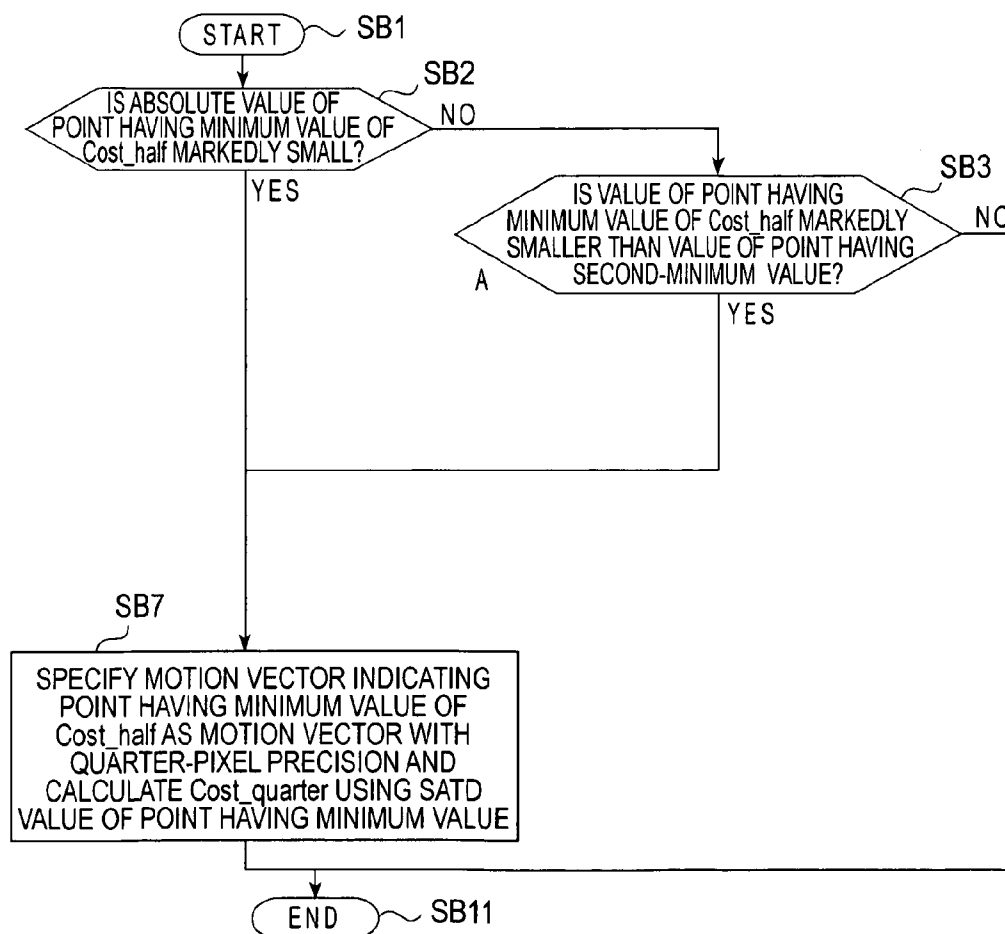 START
SB1
SB2
IS ABSOLUTE VALUE OF
POINT HAVING MINIMUM VALUE OF
Cost_half MARKEDLY SMALL?
NO
YES
SB3
IS VALUE OF POINT HAVING
MINIMUM VALUE OF Cost_half MARKEDLY
SMALLER THAN VALUE OF POINT HAVING
SECOND-MINIMUM VALUE?
NO
A
YES
SB7
SPECIFY MOTION VECTOR INDICATING
POINT HAVING MINIMUM VALUE OF
Cost_half AS MOTION VECTOR WITH
QUARTER-PIXEL PRECISION AND
CALCULATE Cost_quarter USING SATD
VALUE OF POINT HAVING MINIMUM VALUE
END
SB11